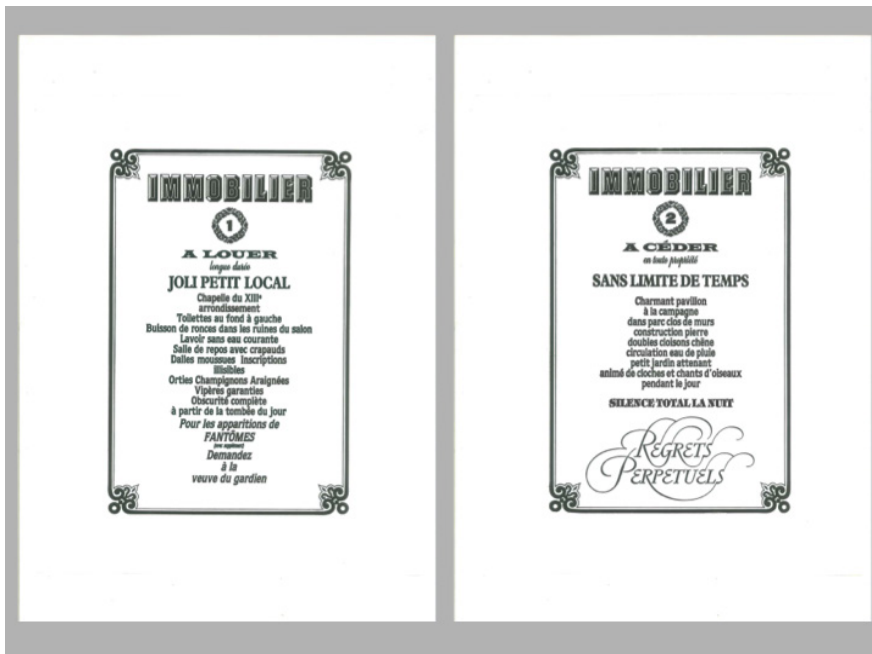 IMMOBILIER
1
A LOUER
longue durée
JOLI PETIT LOCAL
Chapelle du XIIIᵉ
arrondissement
Toilettes au fond à gauche
Buisson de ronces dans les ruines du salon
Lavoir sans eau courante
Salle de repos avec crapauds
Dalles moussues Inscriptions
illisibles
Orties Champignons Araignées
Vipères garanties
Obscurité complète
à partir de la tombée du jour
Pour les apparitions de
FANTÔMES
Demandez
à la
veuve du gardien
IMMOBILIER
2
A CÉDER
en toute propriété
SANS LIMITE DE TEMPS
Charmant pavillon
à la campagne
dans parc clos de murs
construction pierre
doubles cloisons chêne
circulation eau de pluie
petit jardin attenant
animé de cloches et chants d'oiseaux
pendant le jour
SILENCE TOTAL LA NUIT
REGRETS
PERPETUELS